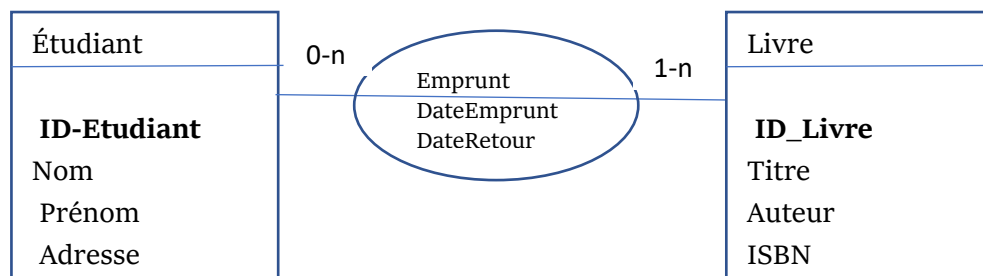 Étudiant
ID-Etudiant
Nom
Prénom
Adresse
0-n
Emprunt
DateEmprunt
DateRetour
1-n
Livre
ID_Livre
Titre
Auteur
ISBN